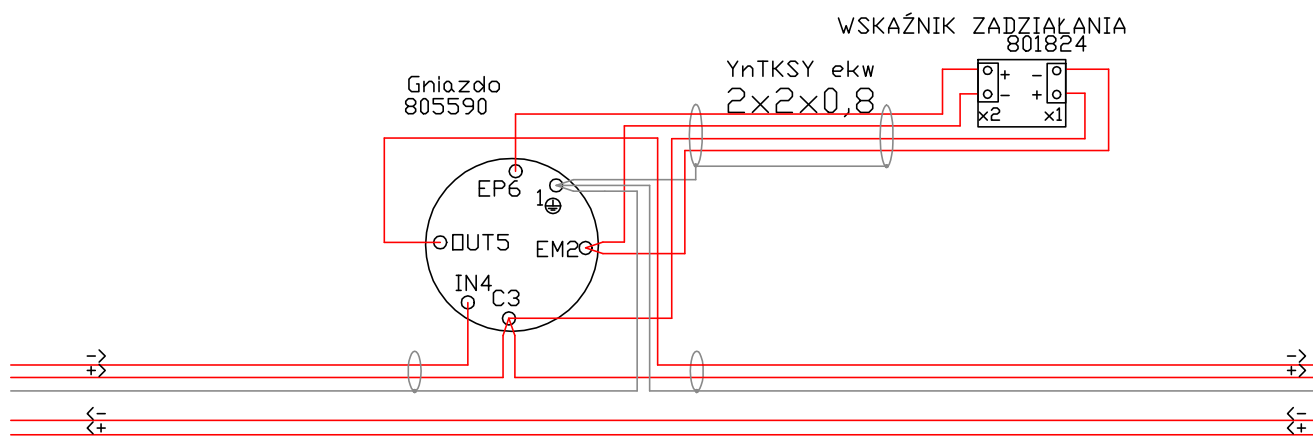 WSKAŹNIK ZADZIAŁANIA
801824
YnTKSY ekw
2x2x0,8
Gniazdo
805590
+ −
− +
x2 x1
EP6
1
OUT5
EM2
IN4
C3
−> −>
+> +>
<− <−
<+ <+